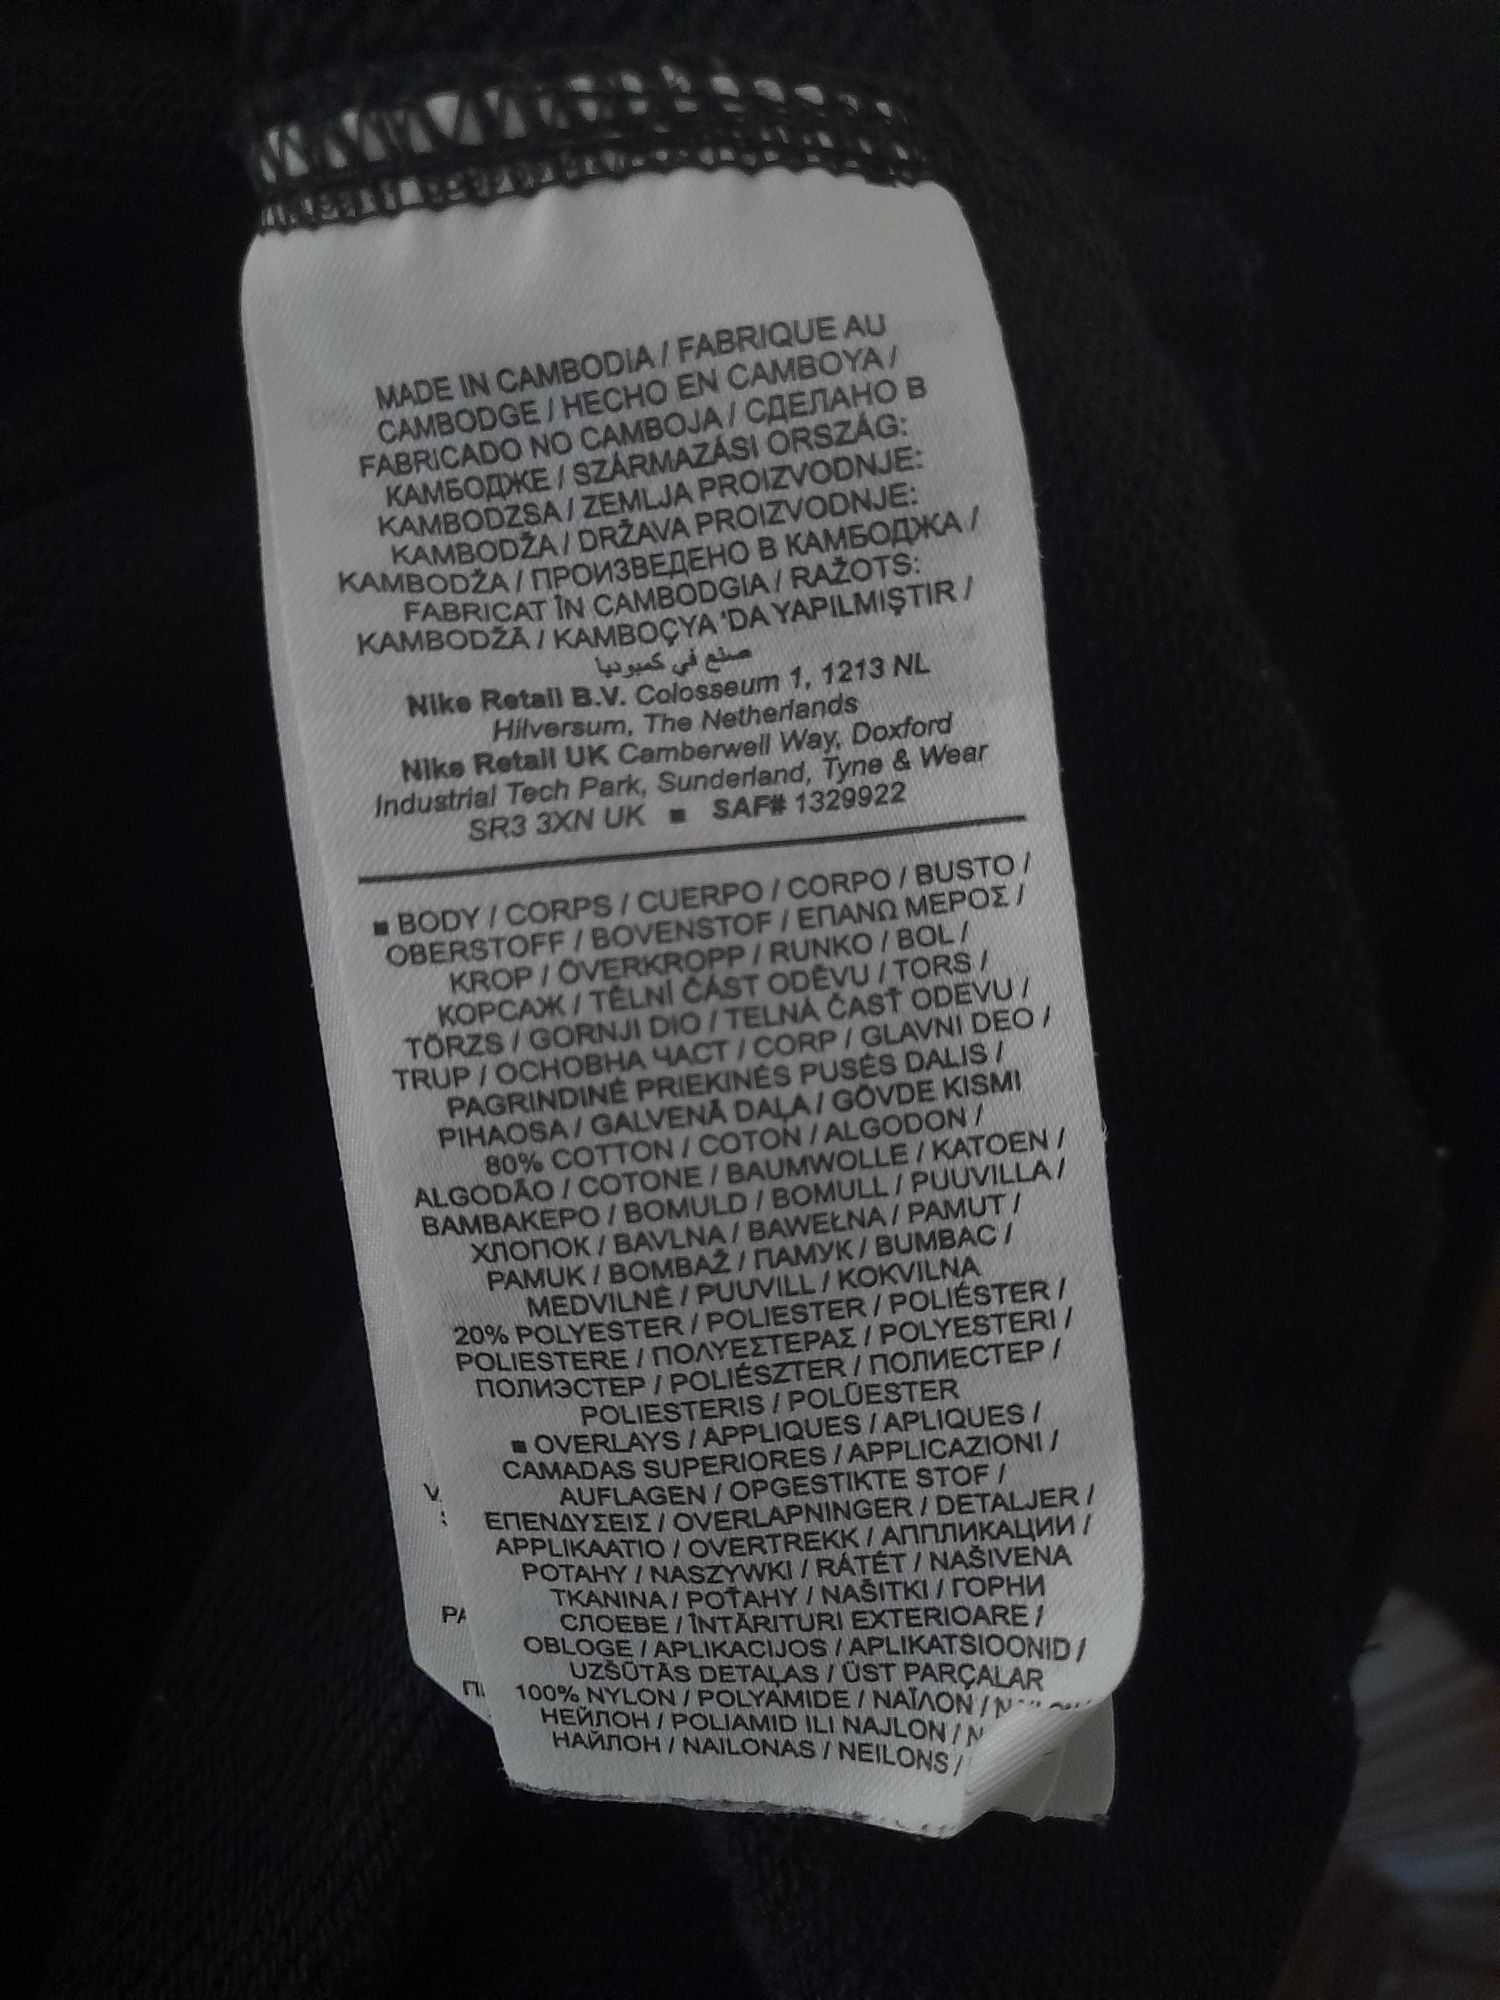 MADE IN CAMBODIA / FABRIQUE AU
CAMBODGE / HECHO EN CAMBOYA /
FABRICADO NO CAMBOJA / СДЕЛАНО В
КАМБОДЖЕ / SZÁRMAZÁSI ORSZÁG:
KAMBODZSA / ZEMLJA PROIZVODNJE:
KAMBODŽA / DRŽAVA PROIZVODNJE:
KAMBODŽA / ПРОИЗВЕДЕНО В КАМБОДЖА /
FABRICAT ÎN CAMBODGIA / RAŽOTS:
KAMBODŽĀ / KAMBOÇYA 'DA YAPILMIŞTIR /
صنع في كمبوديا
Nike Retail B.V. Colosseum 1, 1213 NL
Hilversum, The Netherlands
Nike Retail UK Camberwell Way, Doxford
Industrial Tech Park, Sunderland, Tyne & Wear
SR3 3XN UK ■ SAF# 1329922
■ BODY / CORPS / CUERPO / CORPO / BUSTO /
OBERSTOFF / BOVENSTOF / ΕΠΑΝΩ ΜΕΡΟΣ /
KROP / ÖVERKROPP / RUNKO / BOL /
КОРСАЖ / TĚLNÍ ČÁST ODĚVU / TORS /
TÖRZS / GORNJI DIO / TELNÁ ČASŤ ODEVU /
TRUP / ОСНОВНА ЧАСТ / CORP / GLAVNI DEO /
PAGRINDINĖ PRIEKINĖS PUSĖS DALIS /
PIHAOSA / GALVENĀ DAĻA / GÖVDE KISMI
80% COTTON / COTON / ALGODON /
ALGODÃO / COTONE / BAUMWOLLE / KATOEN /
ΒΑΜΒΑΚΕΡΟ / BOMULD / BOMULL / PUUVILLA /
ХЛОПОК / BAVLNA / BAWEŁNA / PAMUT /
PAMUK / BOMBAŽ / ПАМУК / BUMBAC /
MEDVILNĖ / PUUVILL / KOKVILNA
20% POLYESTER / POLIESTER / POLIÉSTER /
POLIESTERE / ΠΟΛΥΕΣΤΕΡΑΣ / POLYESTERI /
ПОЛИЭСТЕР / POLIÉSZTER / ПОЛИЕСТЕР /
POLIESTERIS / POLÜESTER
■ OVERLAYS / APPLIQUES / APLIQUES /
CAMADAS SUPERIORES / APPLICAZIONI /
AUFLAGEN / OPGESTIKTE STOF /
ΕΠΕΝΔΥΣΕΙΣ / OVERLAPNINGER / DETALJER /
APPLIKAATIO / OVERTREKK / АППЛИКАЦИИ /
POTAHY / NASZYWKI / RÁTÉT / NAŠIVENA
TKANINA / POŤAHY / NAŠITKI / ГОРНИ
СЛОЕВЕ / ÎNTĂRITURI EXTERIOARE /
OBLOGE / APLIKACIJOS / APLIKATSIOONID /
UZŠŪTĀS DETAĻAS / ÜST PARÇALAR
100% NYLON / POLYAMIDE / ΝΑΪΛΟΝ /
НЕЙЛОН / POLIAMID ILI NAJLON /
НАЙЛОН / NAILONAS / NEILONS /